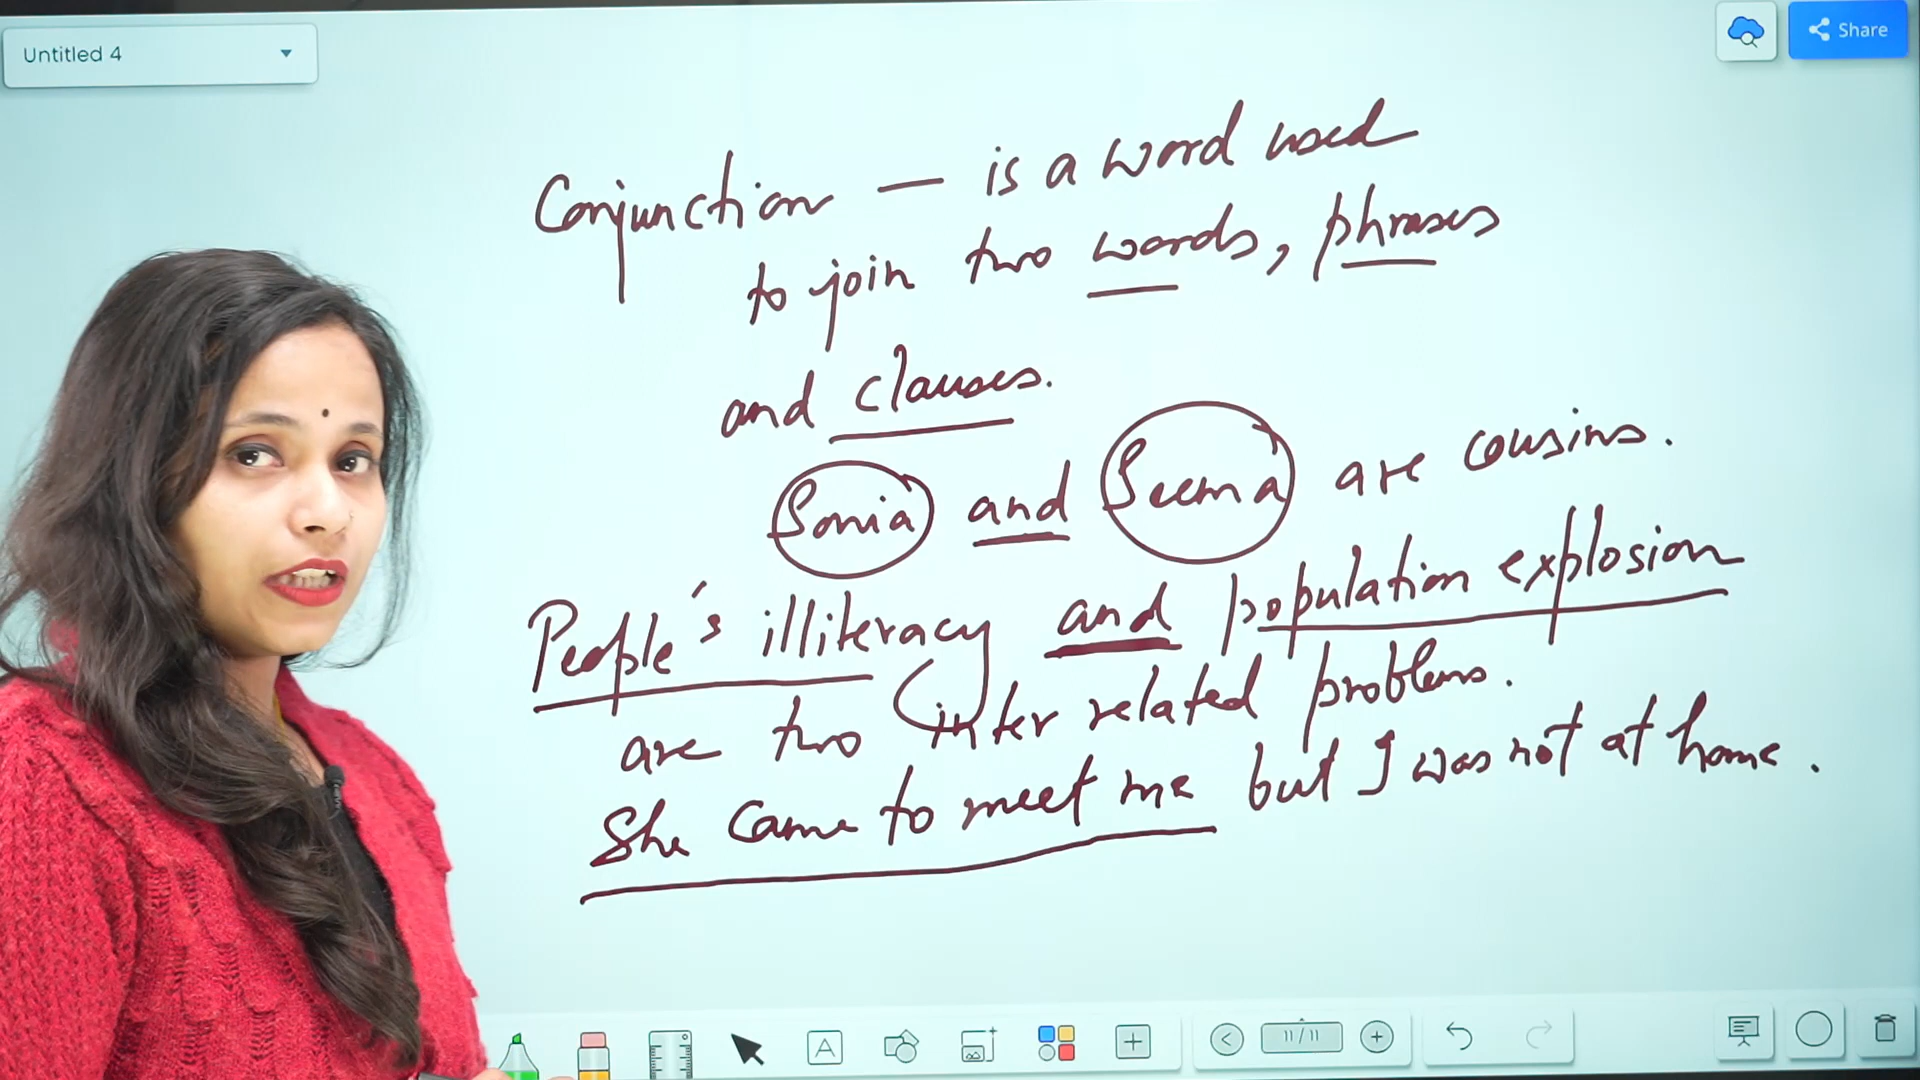 Untitled 4
Share
Conjunction — is a word used
to join two words, phrases
and clauses.
Sonia and Seema are cousins.
People's illiteracy and population explosion
are two inter related problems.
She came to meet me but I was not at home.
A
11/11